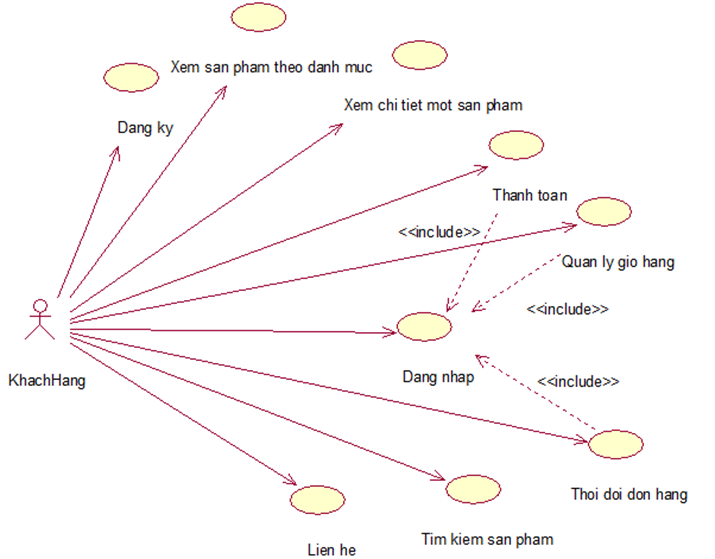 Xem san pham theo danh muc
Xem chi tiet mot san pham
Dang ky
Thanh toan
<<include>>
Quan ly gio hang
<<include>>
KhachHang
Dang nhap
<<include>>
Thoi doi don hang
Tim kiem san pham
Lien he